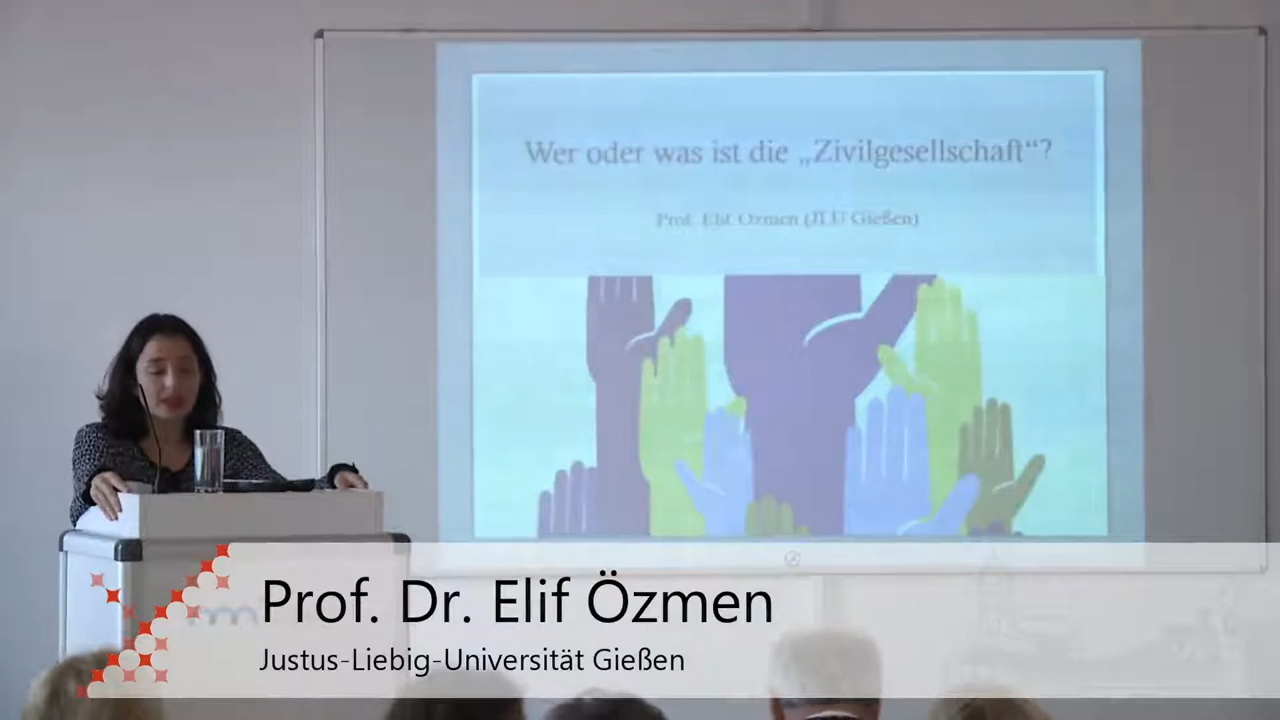 Wer oder was ist die „Zivilgesellschaft“?
Prof. Elif Özmen (JLU Gießen)
Prof. Dr. Elif Özmen
Justus-Liebig-Universität Gießen